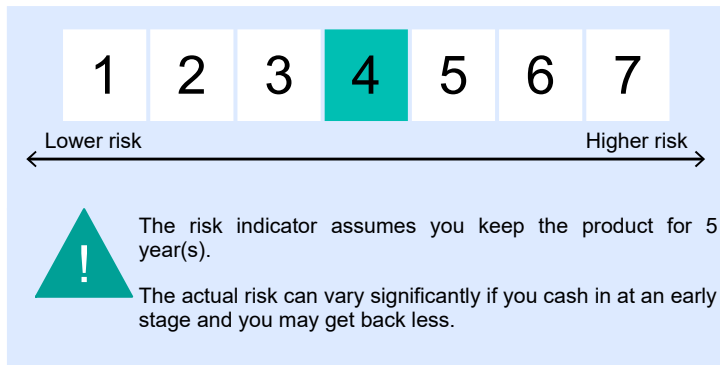 1 2 3 4 5 6 7
Lower risk Higher risk
!
The risk indicator assumes you keep the product for 5
year(s).
The actual risk can vary significantly if you cash in at an early
stage and you may get back less.